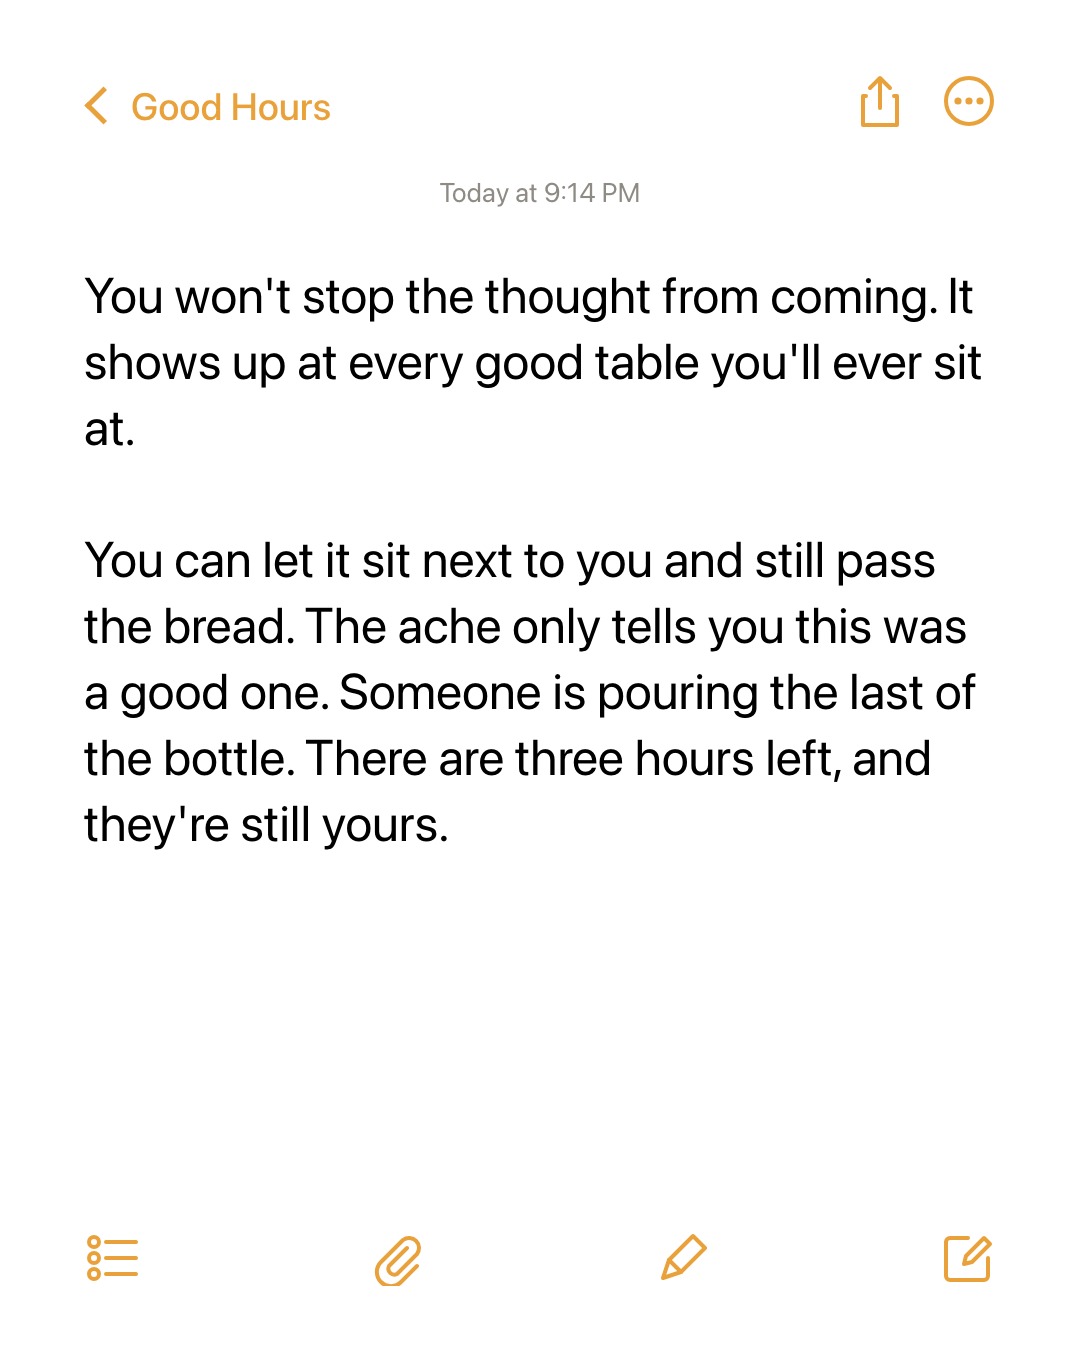 Good Hours
Today at 9:14 PM
You won't stop the thought from coming. It
shows up at every good table you'll ever sit
at.
You can let it sit next to you and still pass
the bread. The ache only tells you this was
a good one. Someone is pouring the last of
the bottle. There are three hours left, and
they're still yours.